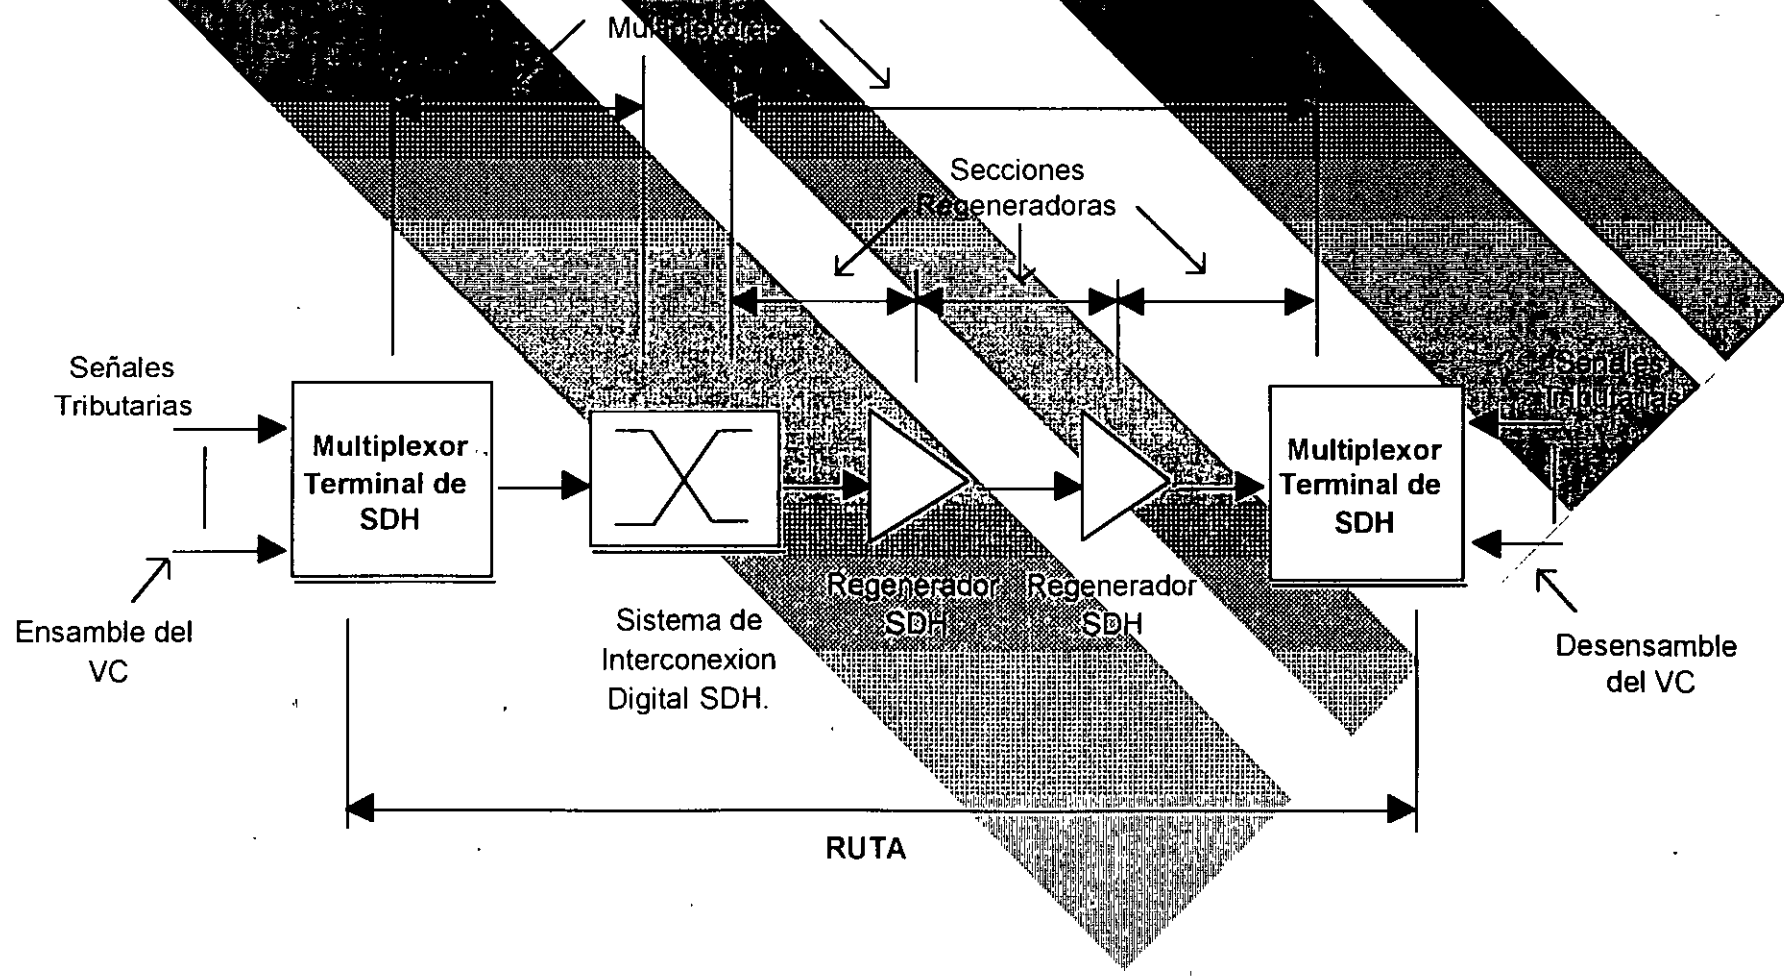 Multiplexoras
Secciones
Regeneradoras
Señales
Tributarias
Señales
Tributarias
Multiplexor
Terminal de
SDH
Multiplexor
Terminal de
SDH
Regenerador
SDH
Regenerador
SDH
Ensamble del
VC
Sistema de
Interconexion
Digital SDH.
Desensamble
del VC
RUTA